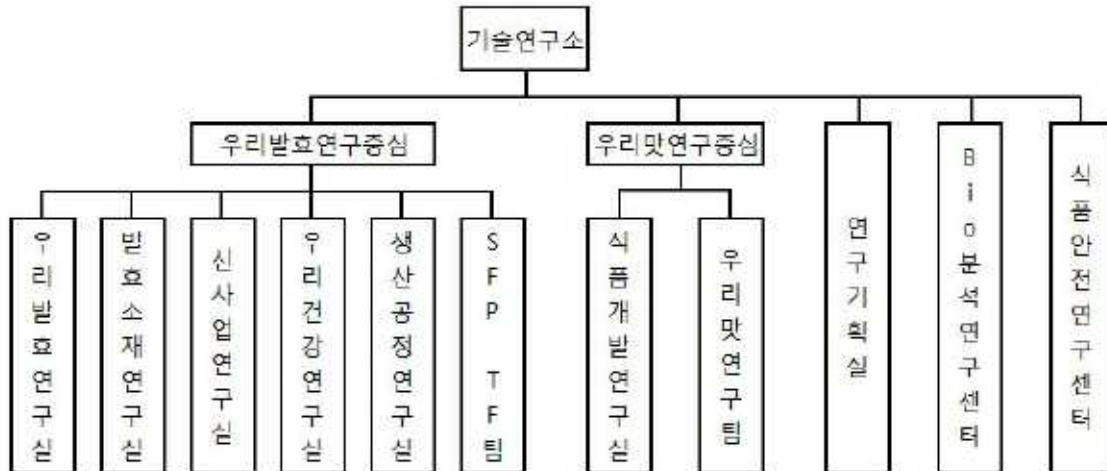 기술연구소
우리발효연구중심
우리맛연구중심
우리발효연구실
발효소재연구실
신사업연구실
우리건강연구실
생산공정연구실
SFP TF팀
식품개발연구실
우리맛연구팀
연구기획실
Bio분석연구센터
식품안전연구센터